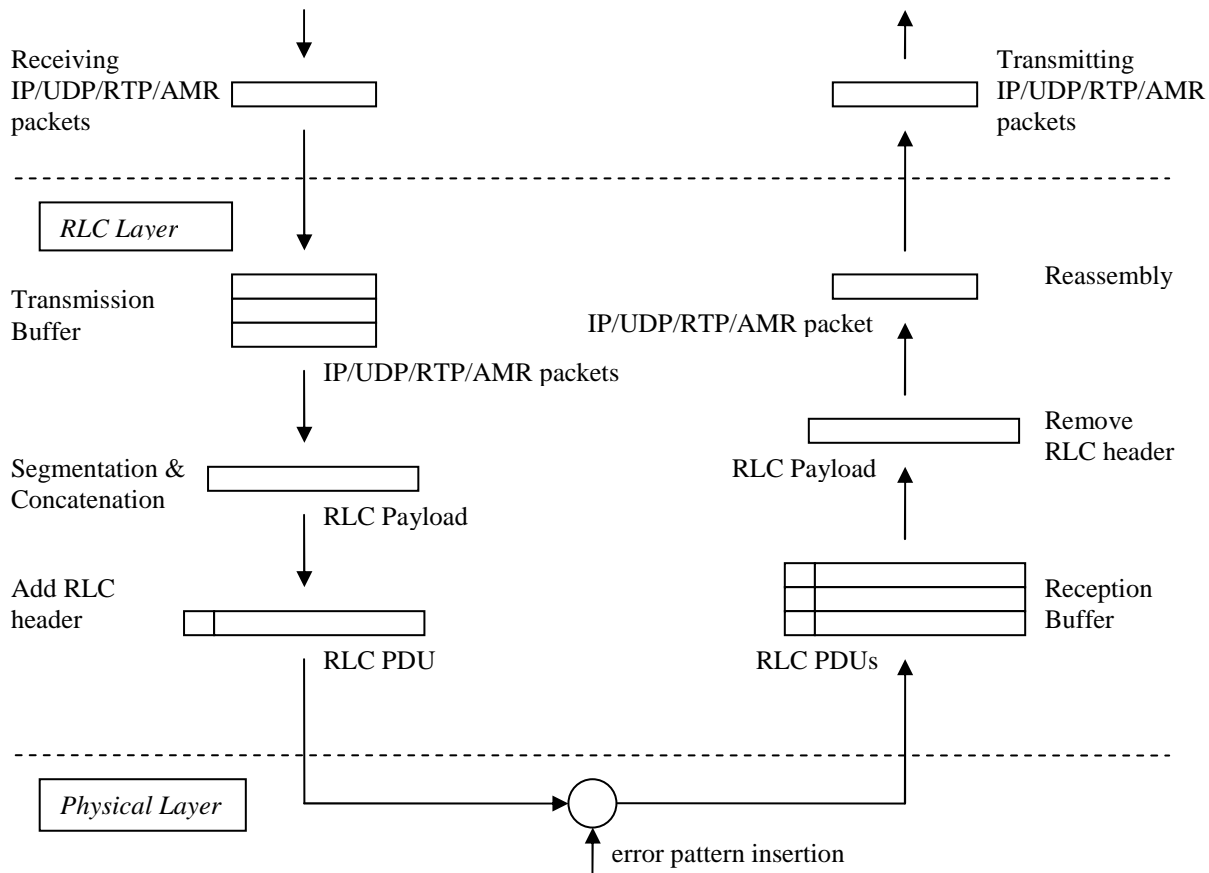 Receiving
IP/UDP/RTP/AMR
packets
Transmitting
IP/UDP/RTP/AMR
packets
RLC Layer
Transmission
Buffer
IP/UDP/RTP/AMR packets
Reassembly
IP/UDP/RTP/AMR packet
Segmentation &
Concatenation
RLC Payload
Remove
RLC header
RLC Payload
Add RLC
header
RLC PDU
Reception
Buffer
RLC PDUs
Physical Layer
error pattern insertion